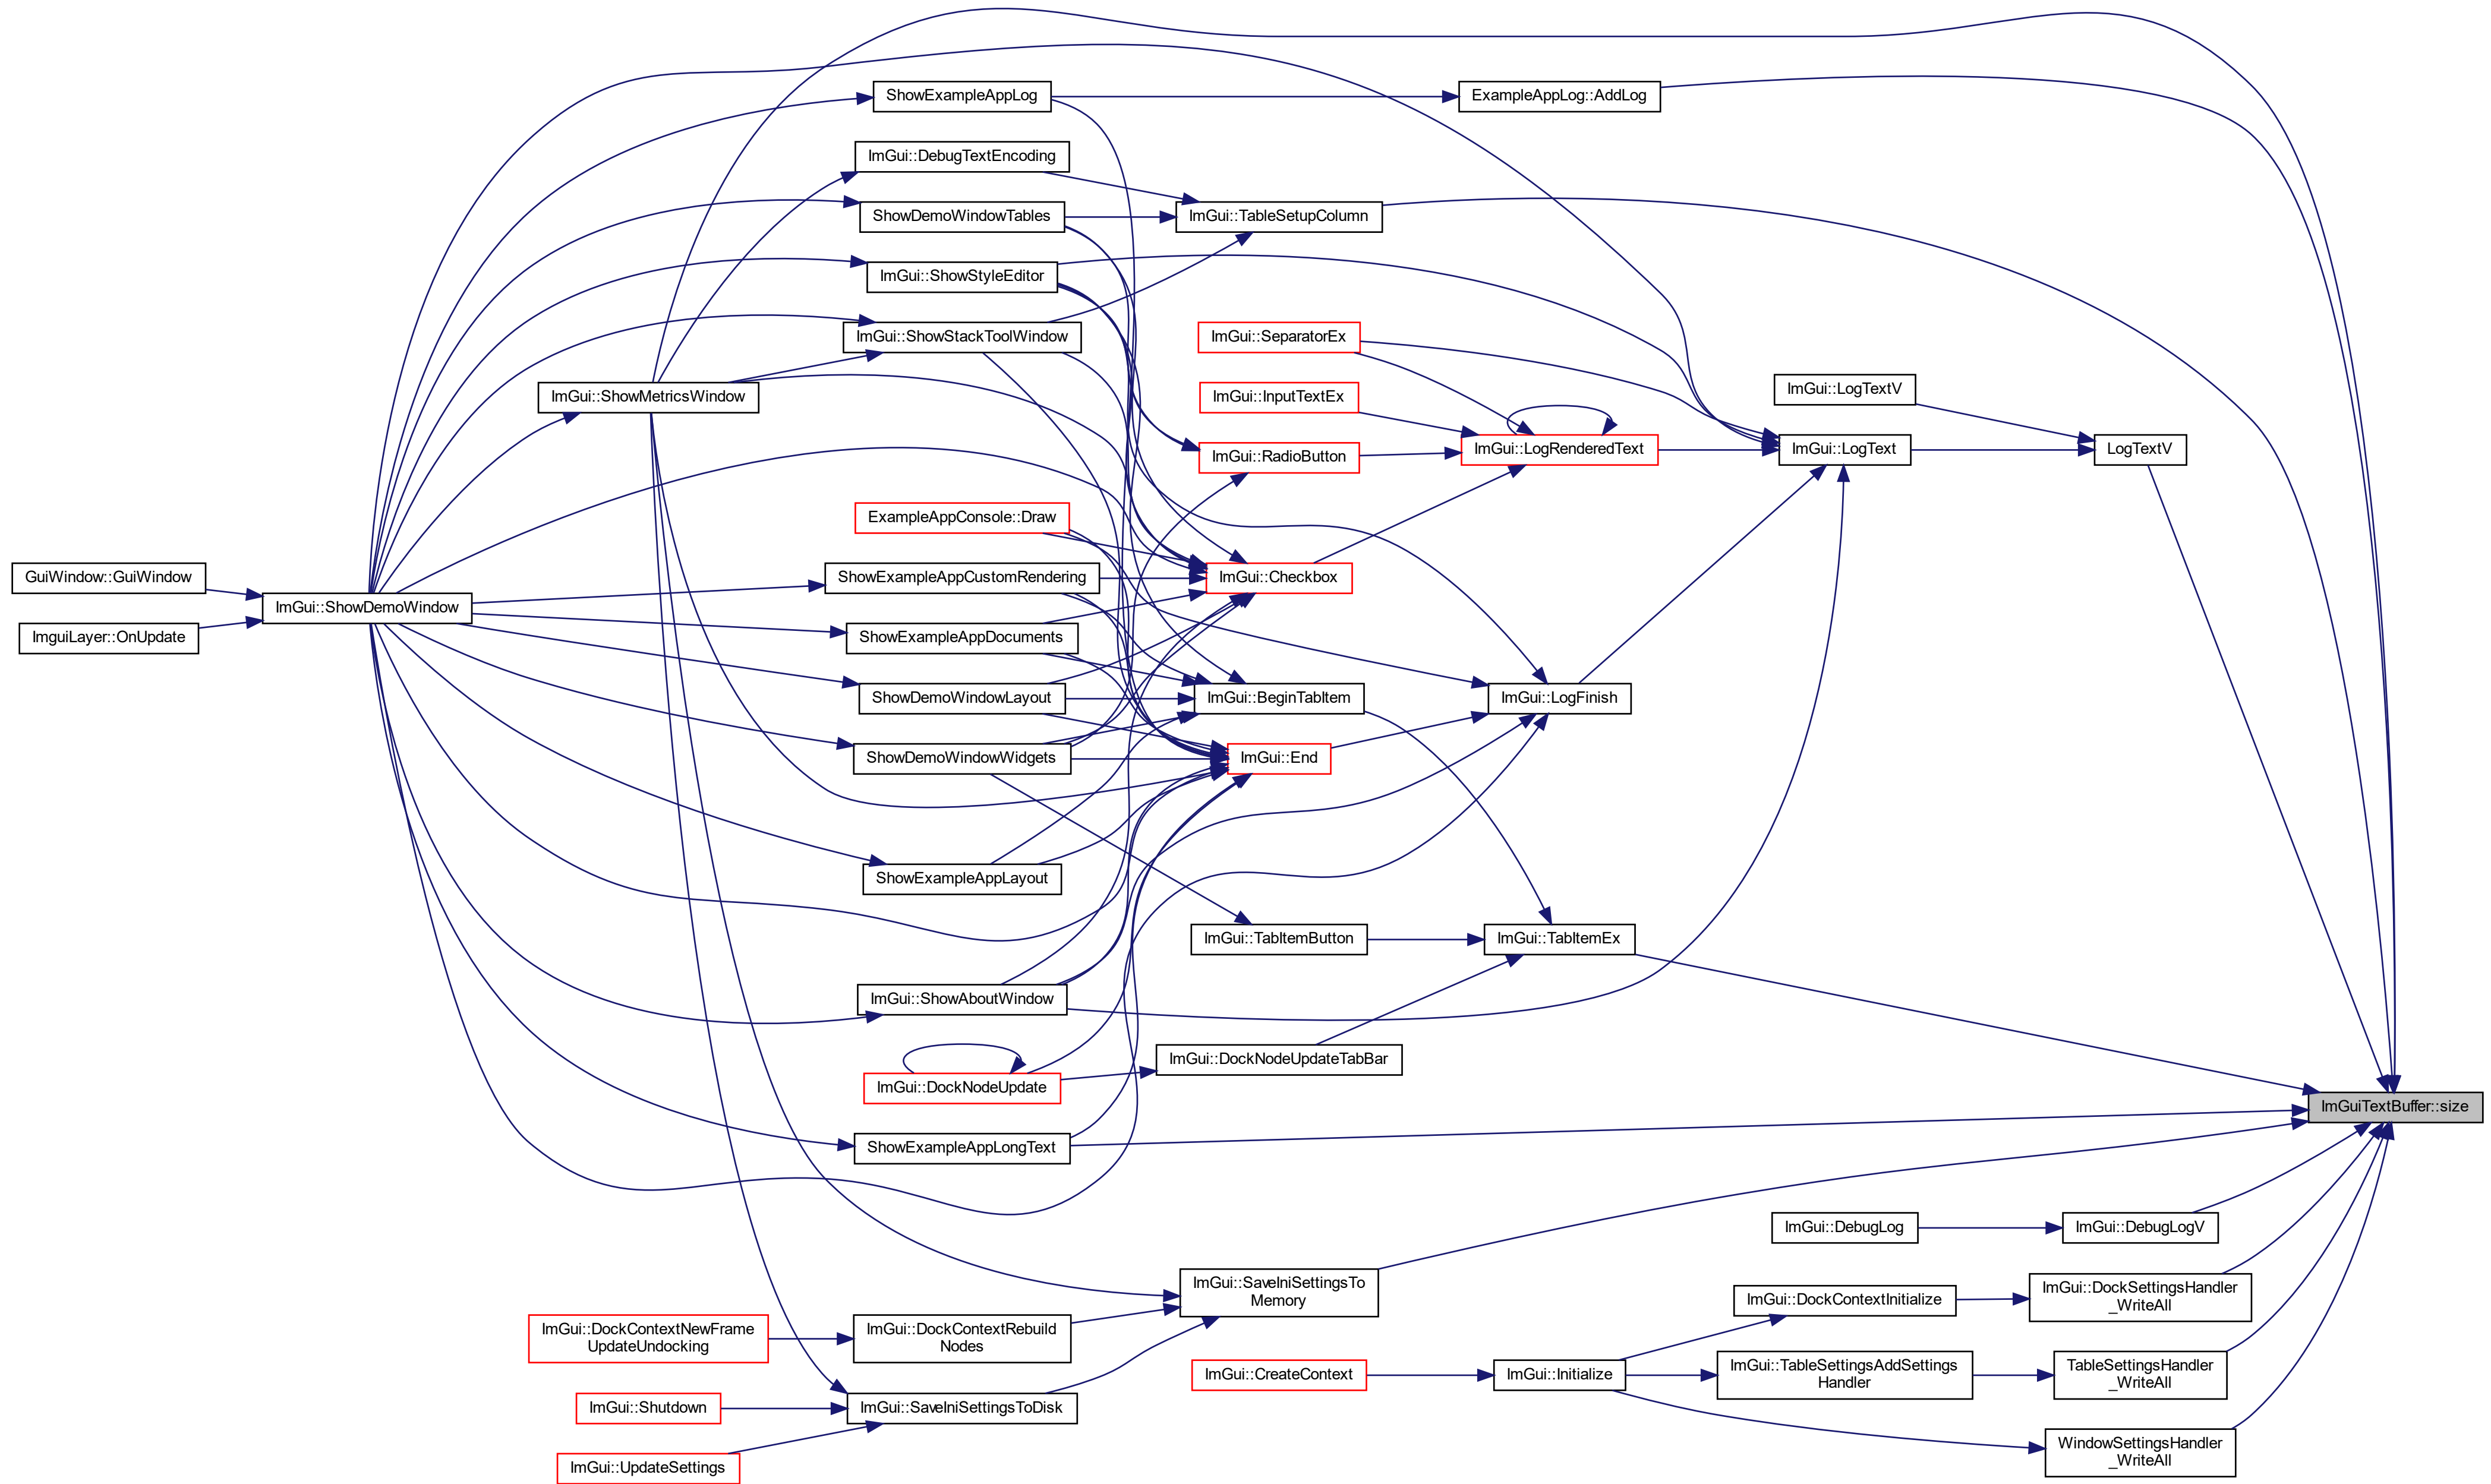 ShowExampleAppLog
ExampleAppLog::AddLog
ImGui::DebugTextEncoding
ShowDemoWindowTables
ImGui::TableSetupColumn
ImGui::ShowStyleEditor
ImGui::ShowStackToolWindow
ImGui::SeparatorEx
ImGui::ShowMetricsWindow
ImGui::InputTextEx
ImGui::LogTextV
ImGui::RadioButton
ImGui::LogRenderedText
ImGui::LogText
LogTextV
ExampleAppConsole::Draw
GuiWindow::GuiWindow
ShowExampleAppCustomRendering
ImGui::Checkbox
ImGui::ShowDemoWindow
ImguiLayer::OnUpdate
ShowExampleAppDocuments
ShowDemoWindowLayout
ImGui::BeginTabItem
ImGui::LogFinish
ShowDemoWindowWidgets
ImGui::End
ShowExampleAppLayout
ImGui::TabItemButton
ImGui::TabItemEx
ImGui::ShowAboutWindow
ImGui::DockNodeUpdateTabBar
ImGui::DockNodeUpdate
ImGuiTextBuffer::size
ShowExampleAppLongText
ImGui::DebugLog
ImGui::DebugLogV
ImGui::SaveIniSettingsTo
Memory
ImGui::DockContextInitialize
ImGui::DockSettingsHandler
_WriteAll
ImGui::DockContextNewFrame
UpdateUndocking
ImGui::DockContextRebuild
Nodes
ImGui::CreateContext
ImGui::Initialize
ImGui::TableSettingsAddSettings
Handler
TableSettingsHandler
_WriteAll
ImGui::Shutdown
ImGui::SaveIniSettingsToDisk
WindowSettingsHandler
_WriteAll
ImGui::UpdateSettings